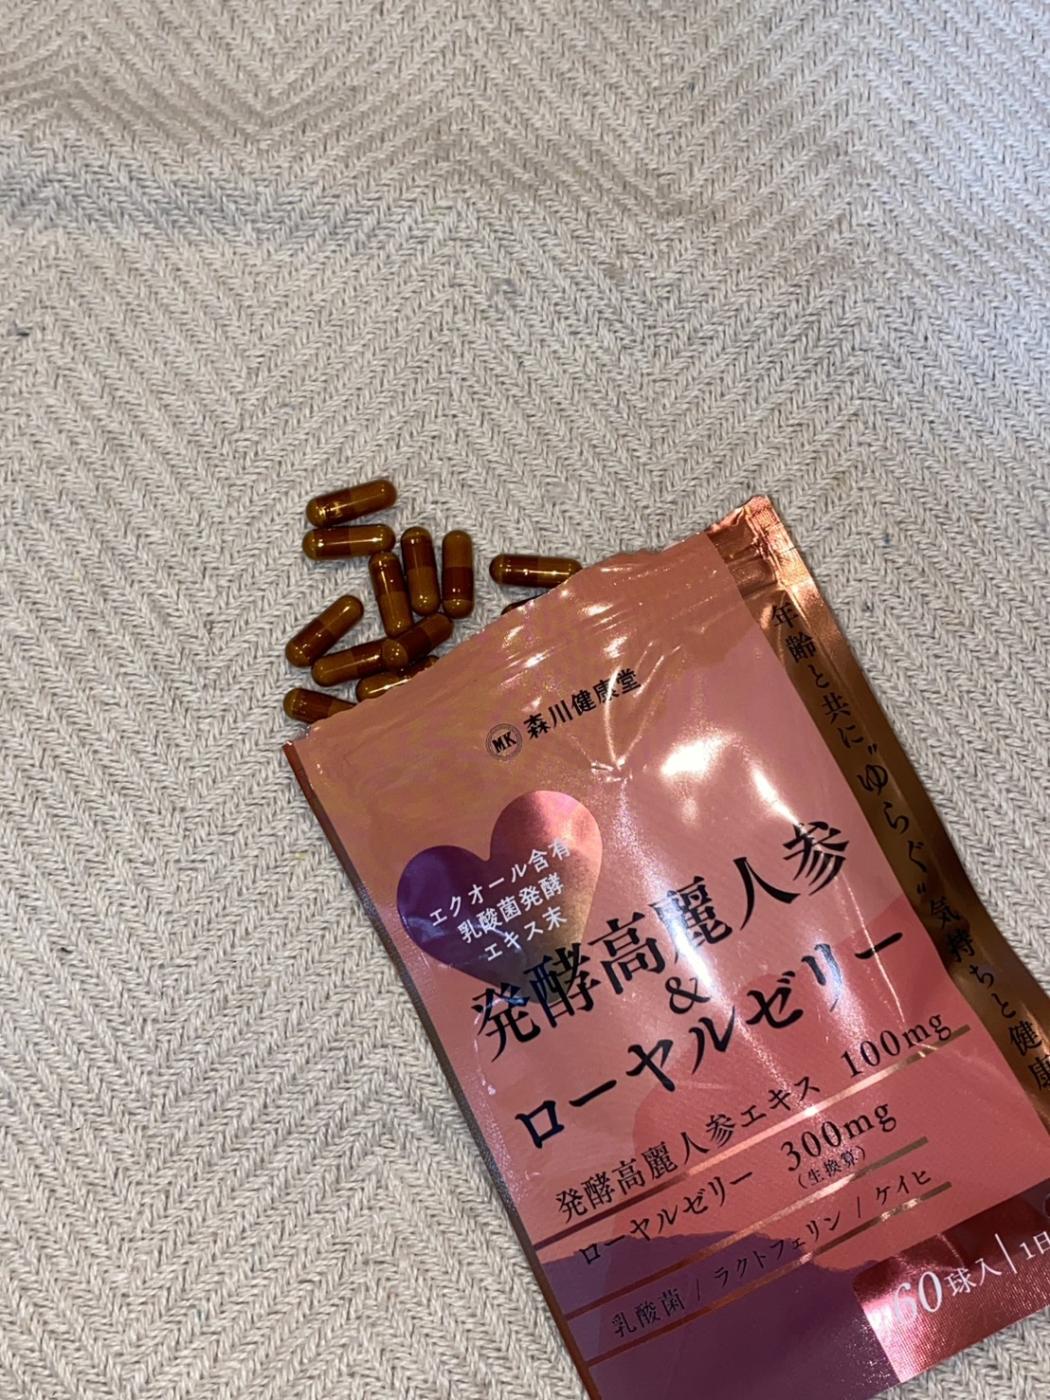 MK 森川健康堂
エクオール含有
乳酸菌発酵
エキス末
発酵高麗人参
&
ローヤルゼリー
発酵高麗人参エキス 100mg
ローヤルゼリー 300mg
(生換算)
乳酸菌 / ラクトフェリン / ケイヒ
60球入 | 1日
年齢と共に"ゆらぐ"気持ちと健康